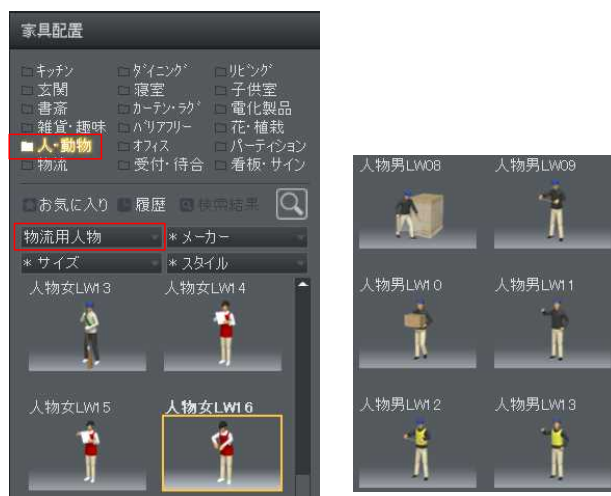 家具配置
キッチン ダイニング リビング
玄関 寝室 子供室
書斎 カーテン・ラグ 電化製品
雑貨・趣味 バリアフリー 花・植栽
人・動物 オフィス パーティション
物流 受付・待合 看板・サイン
お気に入り 履歴 検索結果
物流用人物 * メーカー
* サイズ * スタイル
人物女LW13 人物女LW14
人物女LW15 人物女LW16
人物男LW08 人物男LW09
人物男LW10 人物男LW11
人物男LW12 人物男LW13